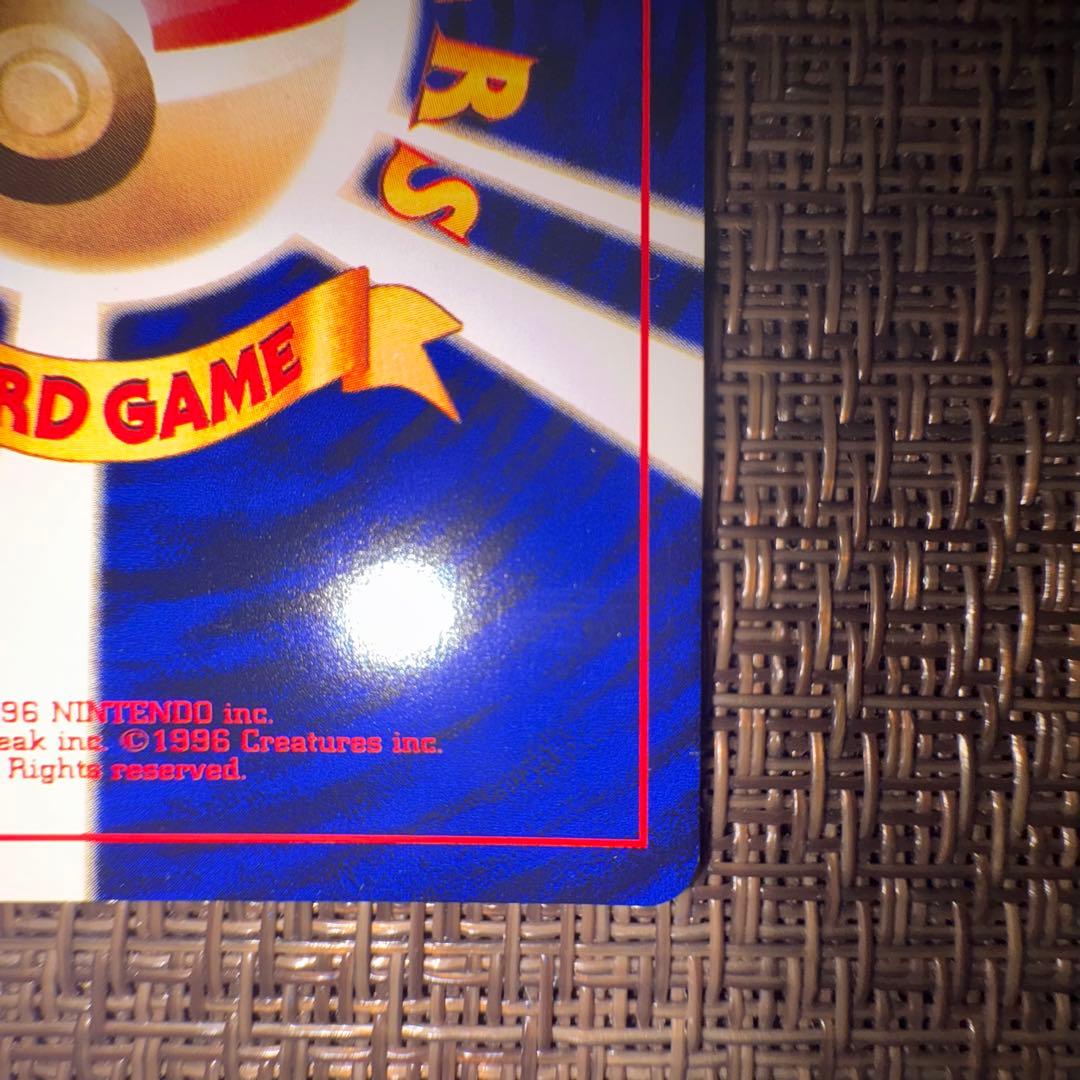 RS
RD GAME
96 NINTENDO inc.
eak inc. ©1996 Creatures inc.
Rights reserved.